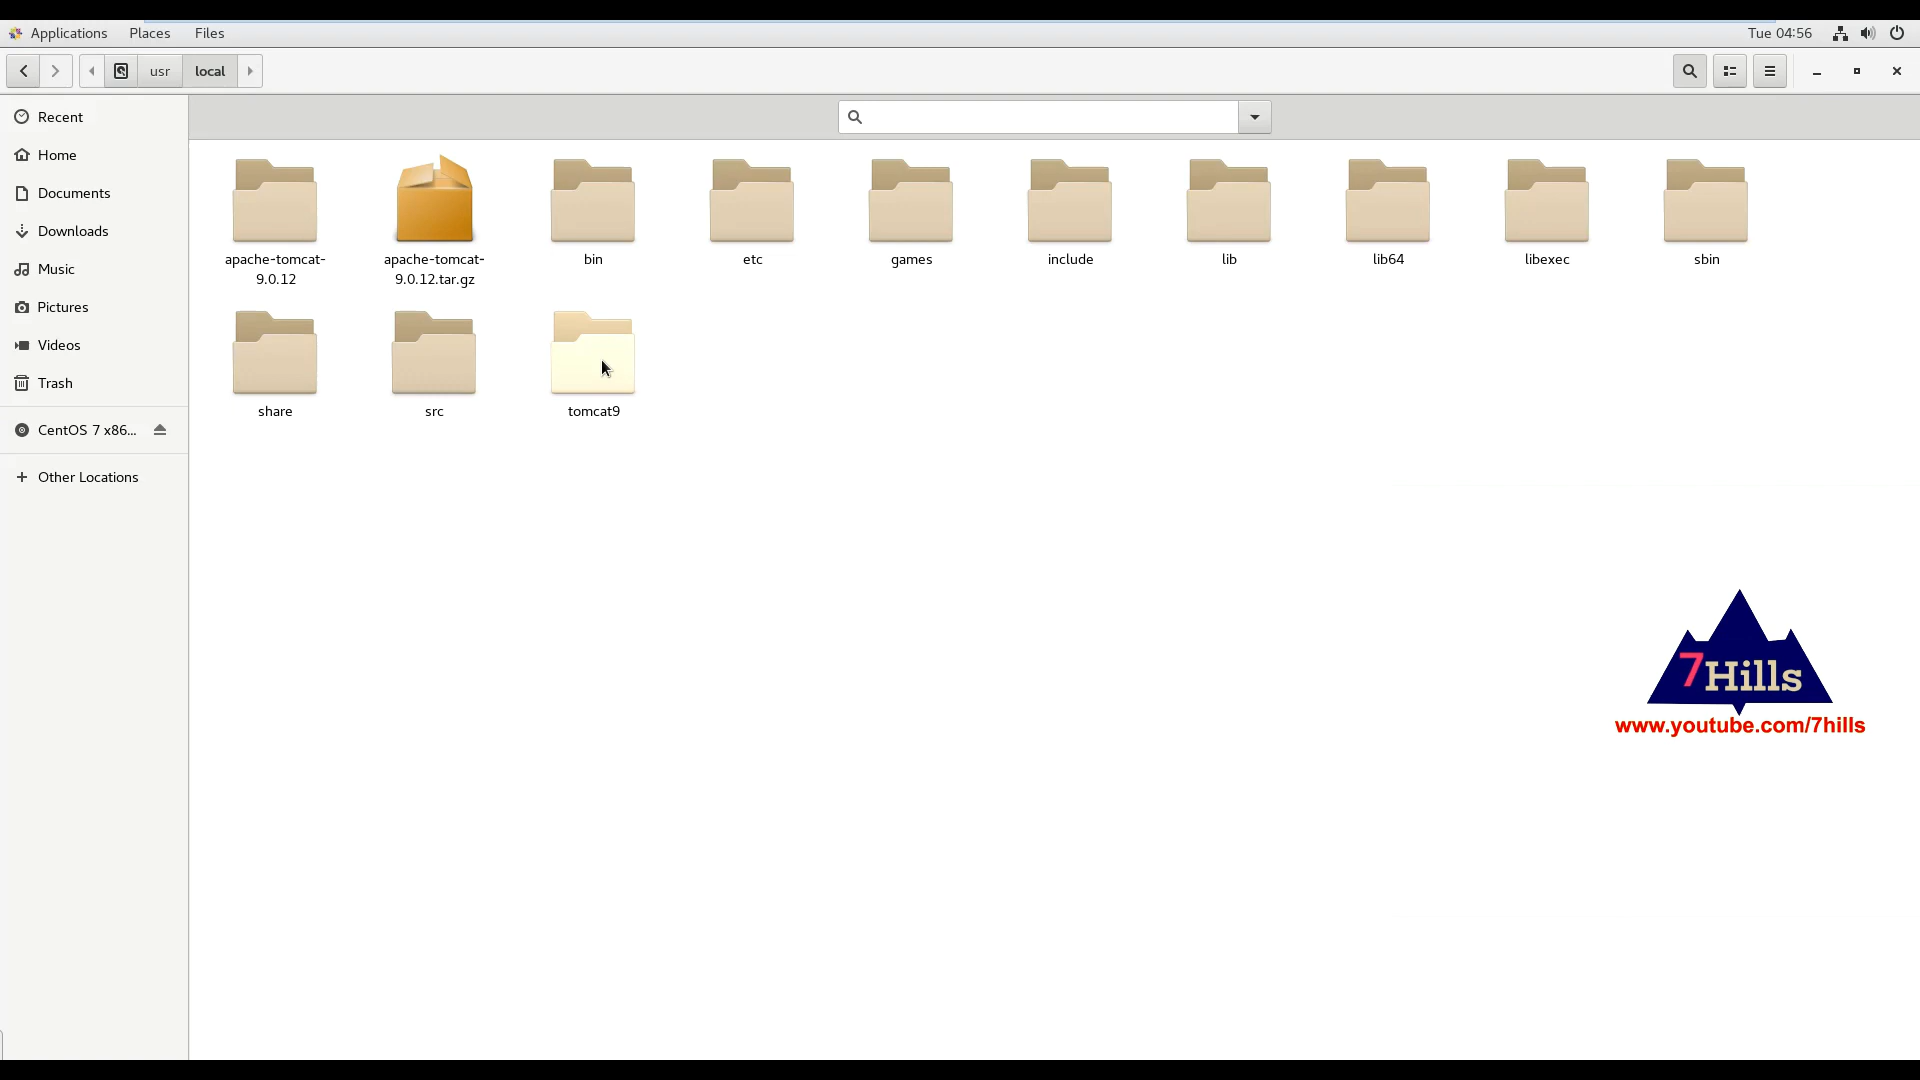 Applications Places Files Tue 04:56
usr local
Recent
Home
Documents
Downloads
Music
Pictures
Videos
Trash
CentOS 7 x86...
Other Locations
apache-tomcat-
9.0.12
apache-tomcat-
9.0.12.tar.gz
bin
etc
games
include
lib
lib64
libexec
sbin
share
src
tomcat9
7Hills
www.youtube.com/7hills